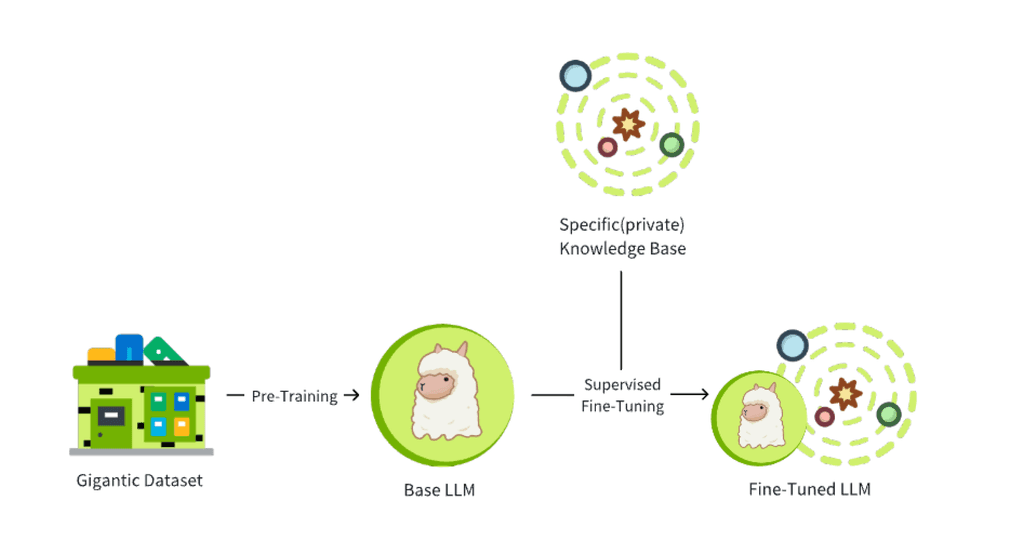 Specific(private)
Knowledge Base
Pre-Training
Supervised
Fine-Tuning
Gigantic Dataset
Base LLM
Fine-Tuned LLM